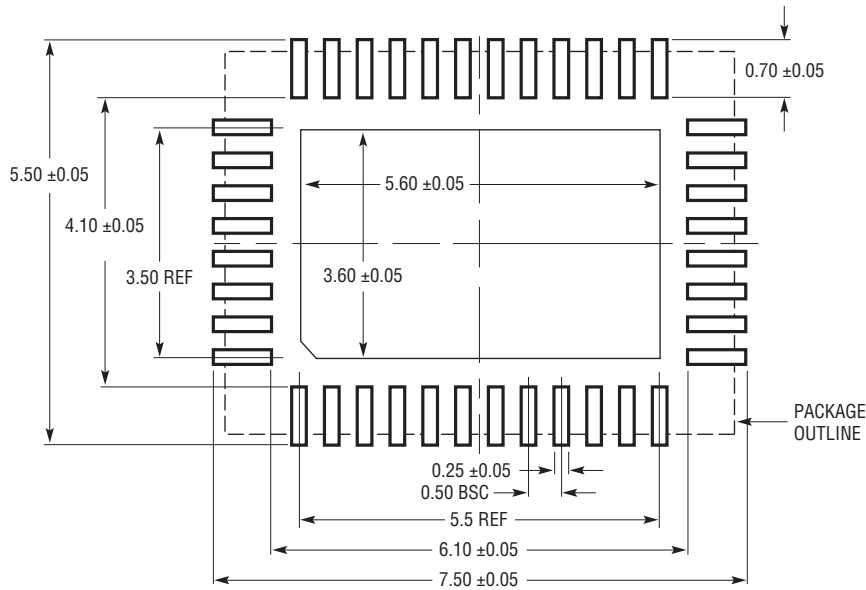 0.70 ±0.05
5.50 ±0.05
5.60 ±0.05
4.10 ±0.05
3.50 REF
3.60 ±0.05
PACKAGE
OUTLINE
0.25 ±0.05
0.50 BSC
5.5 REF
6.10 ±0.05
7.50 ±0.05